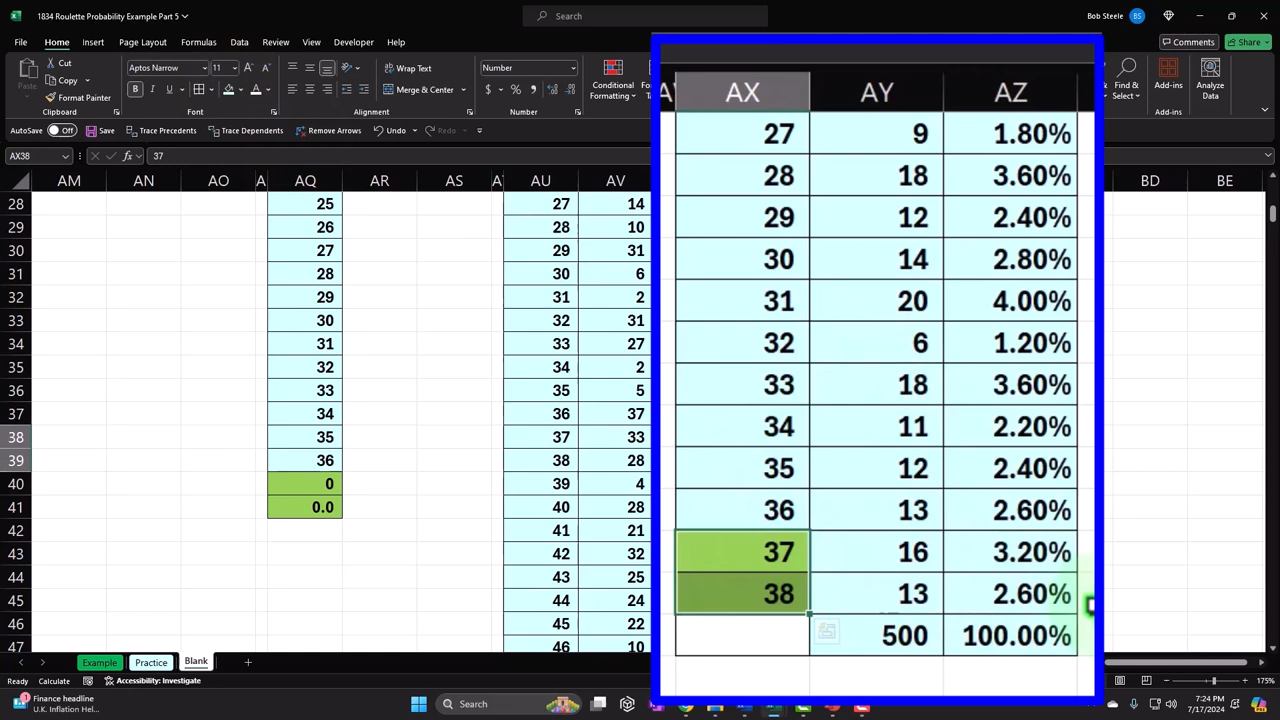 1834 Roulette Probability Example Part 5
Search
Bob Steele BS
File Home Insert Page Layout Formulas Data Review View Developer Help
Comments Share
Cut
Copy
Format Painter
Clipboard
Aptos Narrow 11
B I U
Font
Wrap Text
Merge & Center
Alignment
Number
$ %
Number
Conditional
Formatting
Add-ins
Add-ins
Analyze
Data
AutoSave Off Save Trace Precedents Trace Dependents Remove Arrows Undo
AX38 fx 37
AM AN AO A AQ AR AS A AU AV BD BE
28 25 27 14
29 26 28 10
30 27 29 31
31 28 30 6
32 29 31 2
33 30 32 31
34 31 33 27
35 32 34 2
36 33 35 5
37 34 36 37
38 35 37 33
39 36 38 28
40 0 39 4
41 0.0 40 28
42 41 21
43 42 32
44 43 25
45 44 24
46 45 22
47 46 10
AX AY AZ
27 9 1.80%
28 18 3.60%
29 12 2.40%
30 14 2.80%
31 20 4.00%
32 6 1.20%
33 18 3.60%
34 11 2.20%
35 12 2.40%
36 13 2.60%
37 16 3.20%
38 13 2.60%
500 100.00%
Example Practice Blank
Ready Calculate Accessibility: Investigate
175%
Finance headline
U.K. Inflation Hel...
Search
7:24 PM
7/17/2024